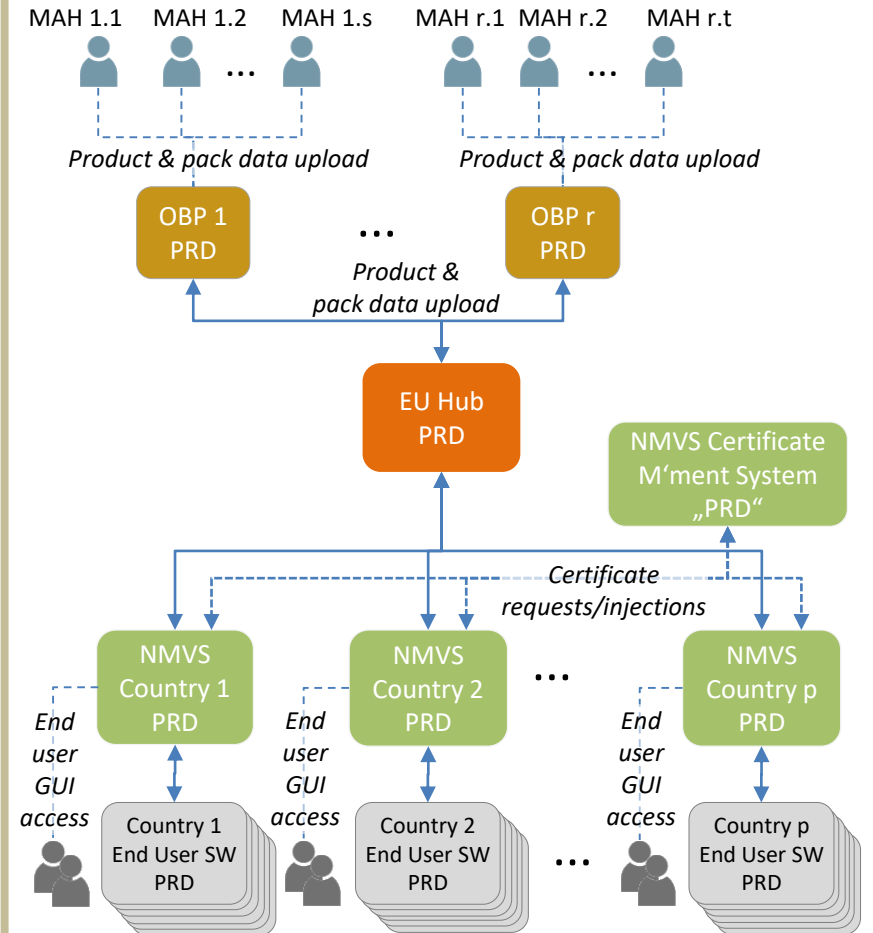 MAH 1.1 MAH 1.2 MAH 1.s MAH r.1 MAH r.2 MAH r.t
... ...
Product & pack data upload Product & pack data upload
OBP 1
PRD
...
OBP r
PRD
Product &
pack data upload
EU Hub
PRD
NMVS Certificate
M‘ment System
„PRD“
Certificate
requests/injections
NMVS
Country 1
PRD
NMVS
Country 2
PRD
...
NMVS
Country p
PRD
End
user
GUI
access
End
user
GUI
access
End
user
GUI
access
Country 1
End User SW
PRD
Country 2
End User SW
PRD
...
Country p
End User SW
PRD